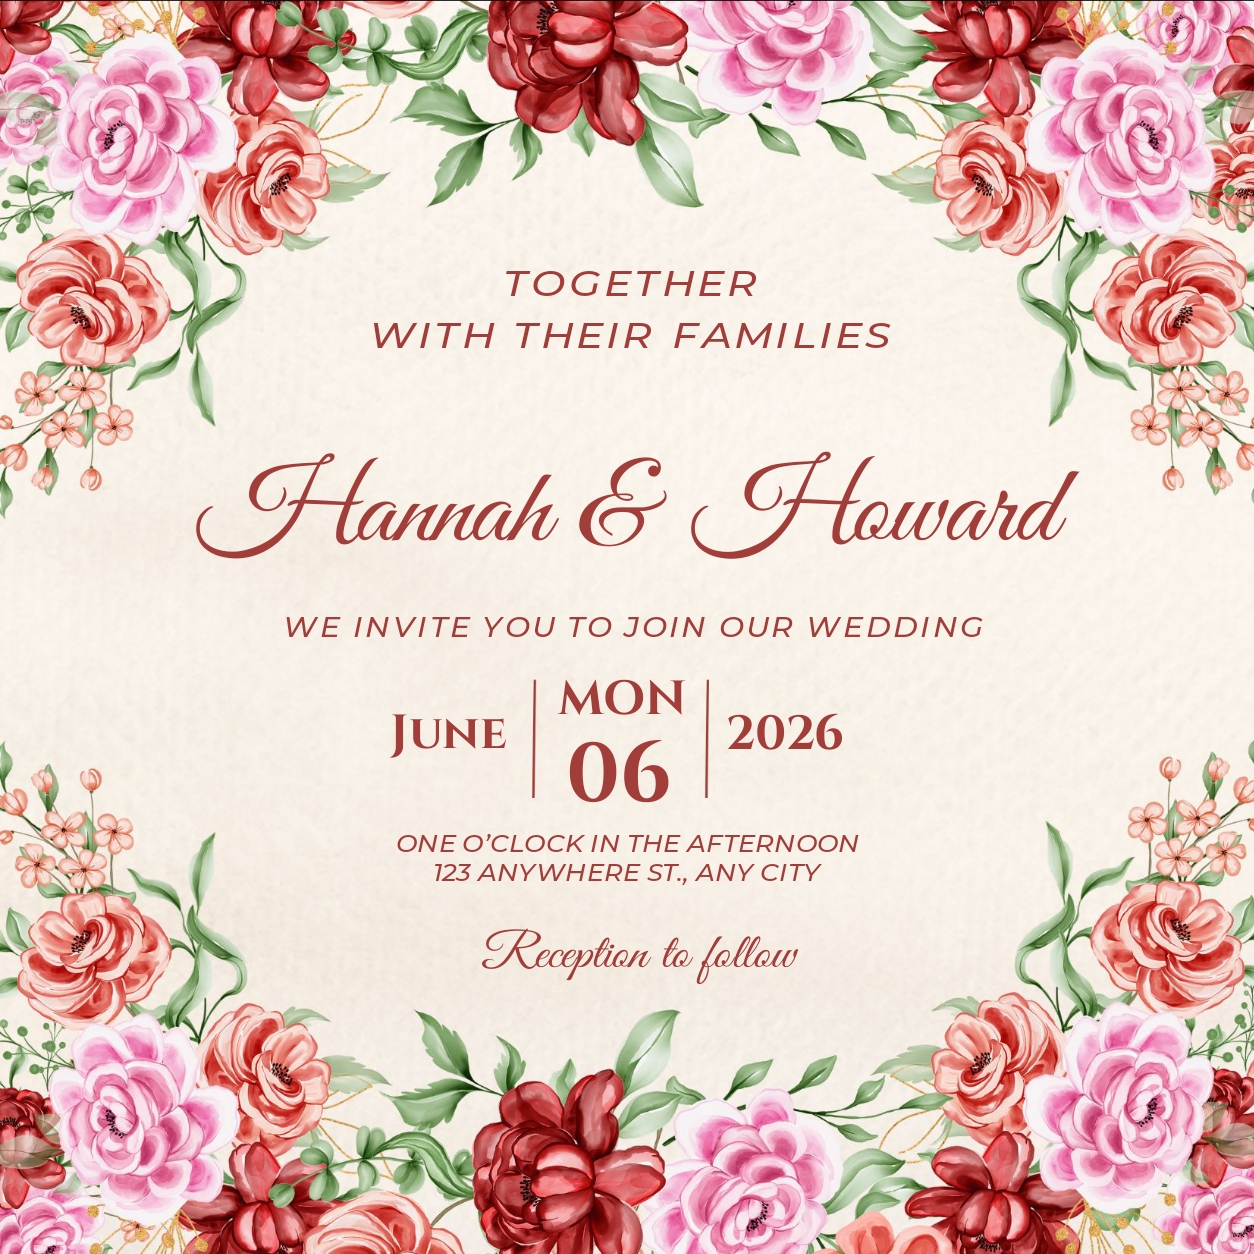 TOGETHER
WITH THEIR FAMILIES
Hannah & Howard
WE INVITE YOU TO JOIN OUR WEDDING
JUNE
MON
06
2026
ONE O’CLOCK IN THE AFTERNOON
123 ANYWHERE ST., ANY CITY
Reception to follow